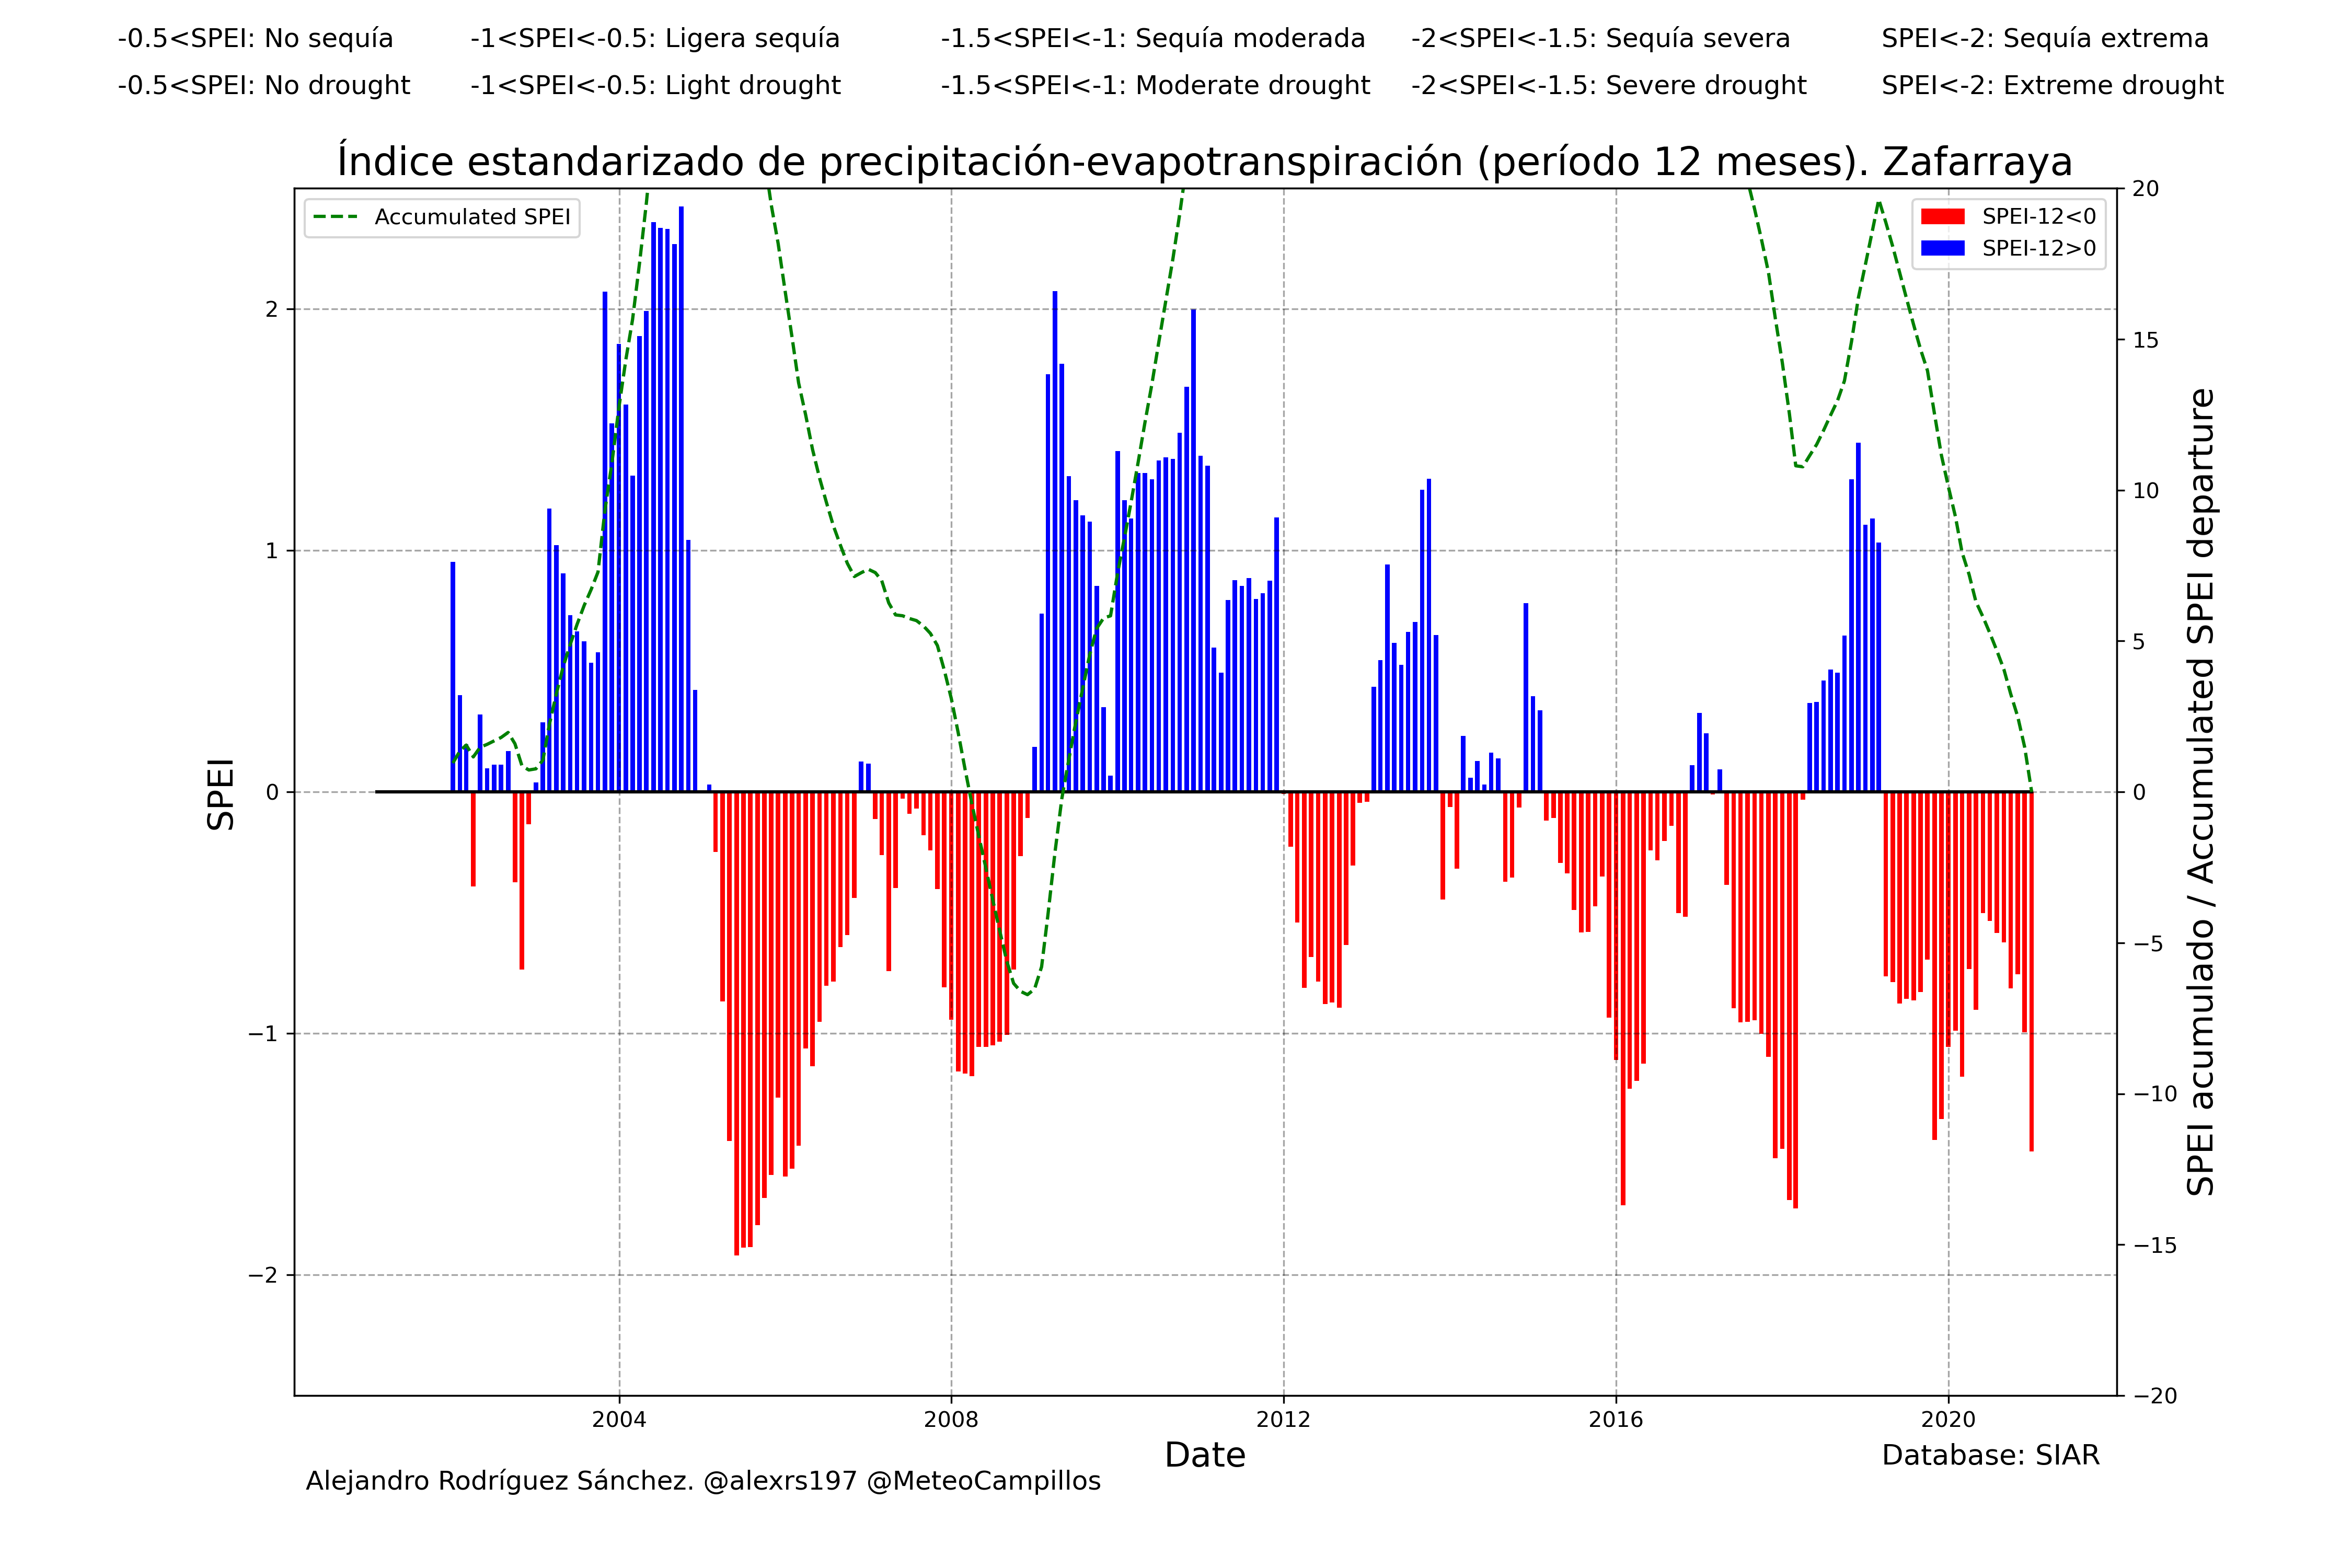 -0.5<SPEI: No sequía -1<SPEI<-0.5: Ligera sequía -1.5<SPEI<-1: Sequía moderada -2<SPEI<-1.5: Sequía severa SPEI<-2: Sequía extrema
-0.5<SPEI: No drought -1<SPEI<-0.5: Light drought -1.5<SPEI<-1: Moderate drought -2<SPEI<-1.5: Severe drought SPEI<-2: Extreme drought
Índice estandarizado de precipitación-evapotranspiración (período 12 meses). Zafarraya
Accumulated SPEI
SPEI-12<0
SPEI-12>0
SPEI
2
1
0
−1
−2
20
15
10
5
0
−5
−10
−15
−20
SPEI acumulado / Accumulated SPEI departure
2004 2008 2012 2016 2020
Date
Database: SIAR
Alejandro Rodríguez Sánchez. @alexrs197 @MeteoCampillos